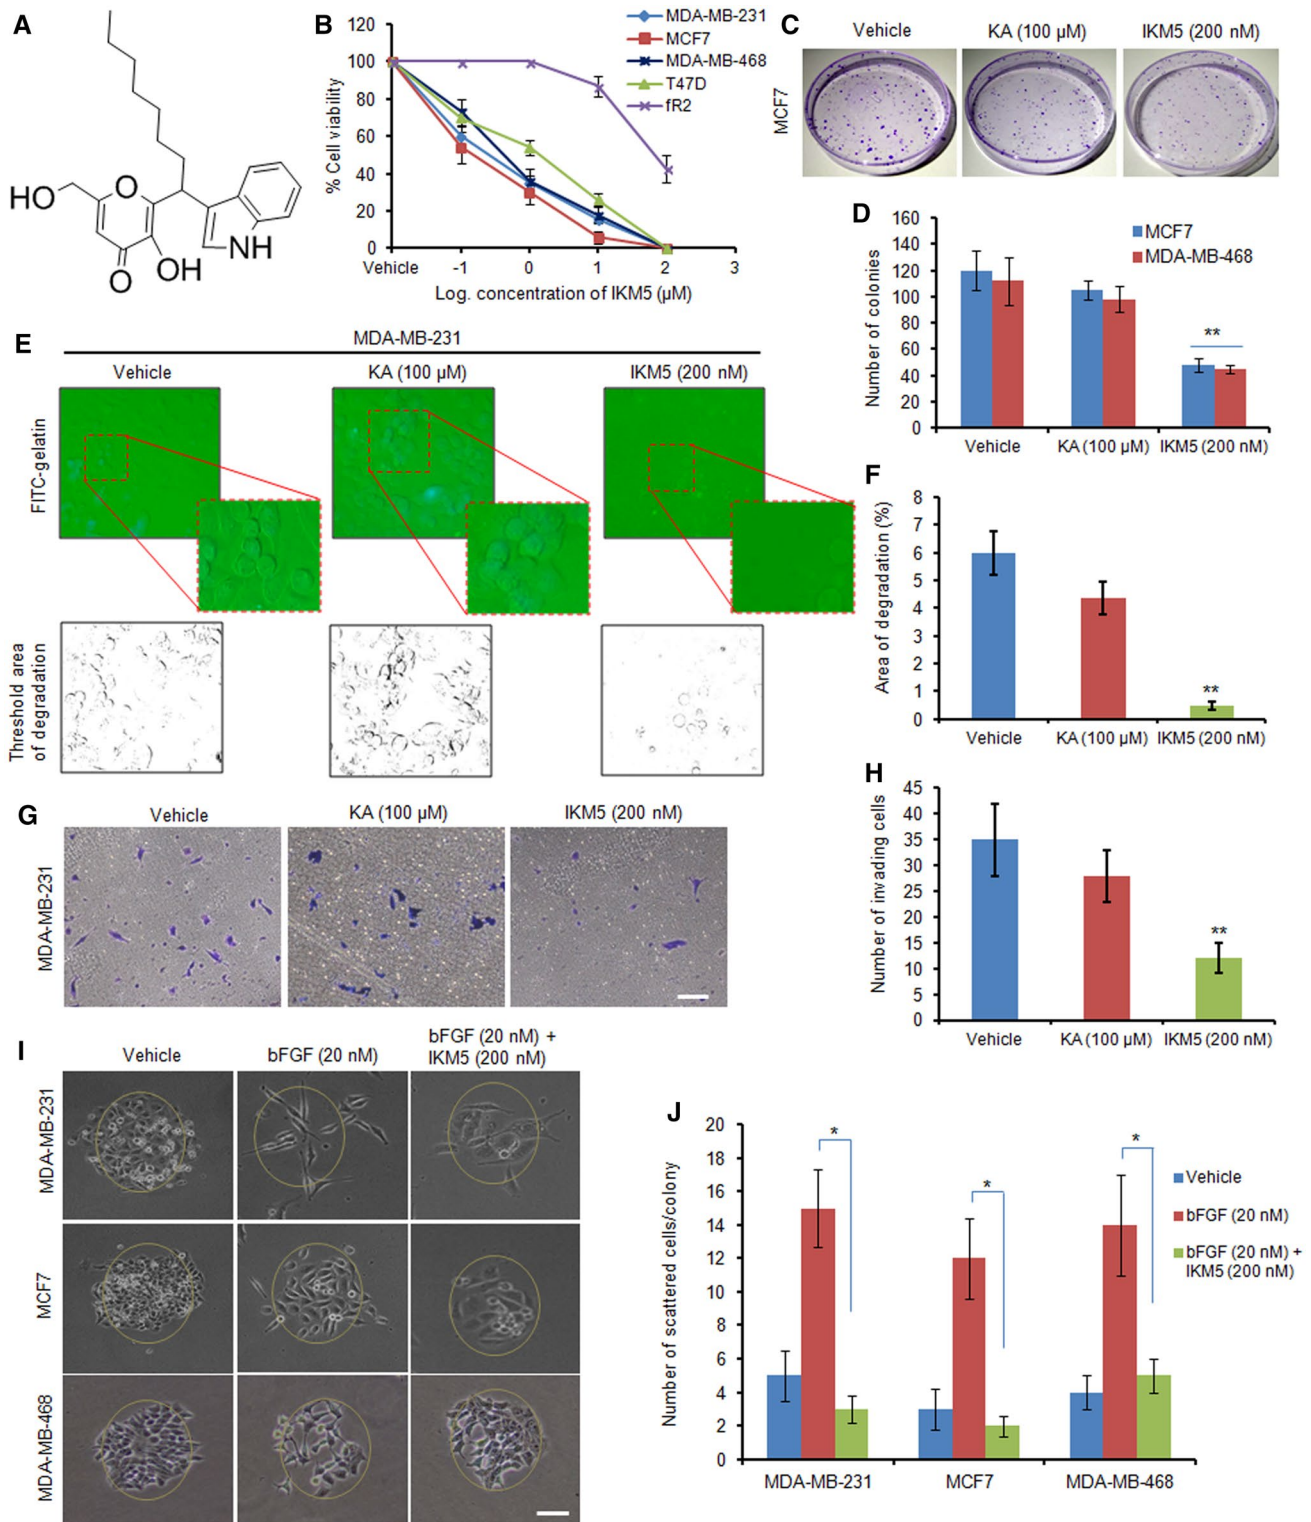 A
HO
O
O
OH
NH
B
% Cell viability
120
100
80
60
40
20
0
Vehicle
-1
0
1
2
3
Log. concentration of IKM5 (µM)
MDA-MB-231
MCF7
MDA-MB-468
T47D
fR2
C
Vehicle
KA (100 µM)
IKM5 (200 nM)
MCF7
D
Number of colonies
160
140
120
100
80
60
40
20
0
MCF7
MDA-MB-468
**
Vehicle
KA (100 µM)
IKM5 (200 nM)
E
MDA-MB-231
Vehicle
KA (100 µM)
IKM5 (200 nM)
FITC-gelatin
Threshold area
of degradation
F
Area of degradation (%)
8
7
6
5
4
3
2
1
0
**
Vehicle
KA (100 µM)
IKM5 (200 nM)
G
Vehicle
KA (100 µM)
IKM5 (200 nM)
MDA-MB-231
H
Number of invading cells
45
40
35
30
25
20
15
10
5
0
**
Vehicle
KA (100 µM)
IKM5 (200 nM)
I
Vehicle
bFGF (20 nM)
bFGF (20 nM) +
IKM5 (200 nM)
MDA-MB-231
MCF7
MDA-MB-468
J
Number of scattered cells/colony
20
18
16
14
12
10
8
6
4
2
0
*
*
*
MDA-MB-231
MCF7
MDA-MB-468
Vehicle
bFGF (20 nM)
bFGF (20 nM) +
IKM5 (200 nM)